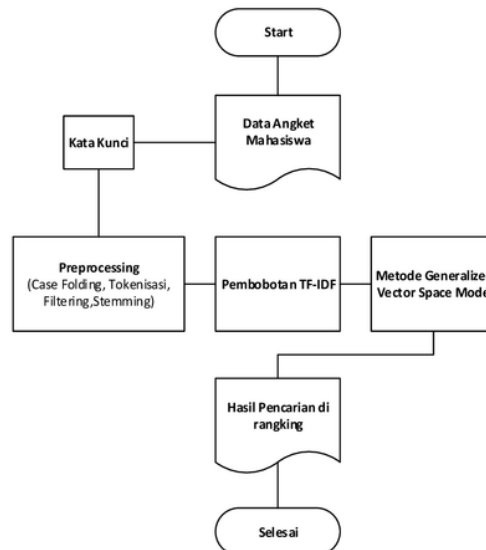 Start
Data Angket
Mahasiswa
Kata Kunci
Preprocessing
(Case Folding, Tokenisasi,
Filtering,Stemming)
Pembobotan TF-IDF
Metode Generalize
Vector Space Mode
Hasil Pencarian di
rangking
Selesai